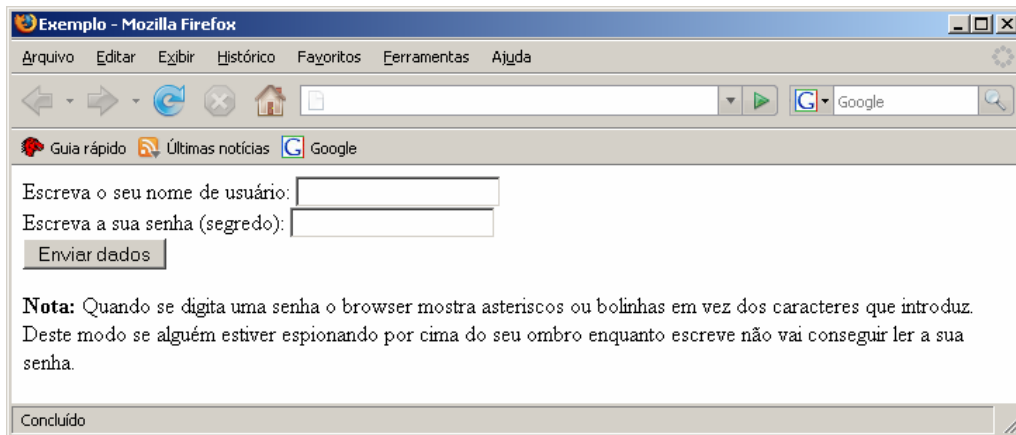 Exemplo - Mozilla Firefox
Arquivo Editar Exibir Histórico Favoritos Ferramentas Ajuda
G Google
Guia rápido Últimas notícias G Google
Escreva o seu nome de usuário:
Escreva a sua senha (segredo):
Enviar dados
Nota: Quando se digita uma senha o browser mostra asteriscos ou bolinhas em vez dos caracteres que introduz.
Deste modo se alguém estiver espionando por cima do seu ombro enquanto escreve não vai conseguir ler a sua
senha.
Concluído